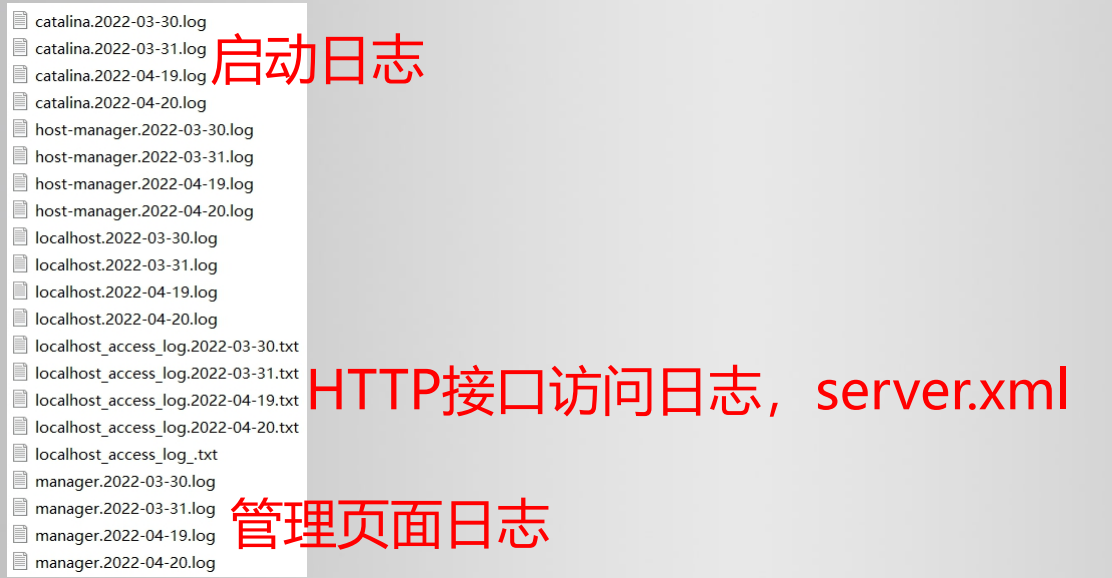 catalina.2022-03-30.log
catalina.2022-03-31.log
catalina.2022-04-19.log
启动日志
catalina.2022-04-20.log
host-manager.2022-03-30.log
host-manager.2022-03-31.log
host-manager.2022-04-19.log
host-manager.2022-04-20.log
localhost.2022-03-30.log
localhost.2022-03-31.log
localhost.2022-04-19.log
localhost.2022-04-20.log
localhost_access_log.2022-03-30.txt
localhost_access_log.2022-03-31.txt
localhost_access_log.2022-04-19.txt
HTTP接口访问日志，server.xml
localhost_access_log.2022-04-20.txt
localhost_access_log_.txt
manager.2022-03-30.log
manager.2022-03-31.log
管理页面日志
manager.2022-04-19.log
manager.2022-04-20.log